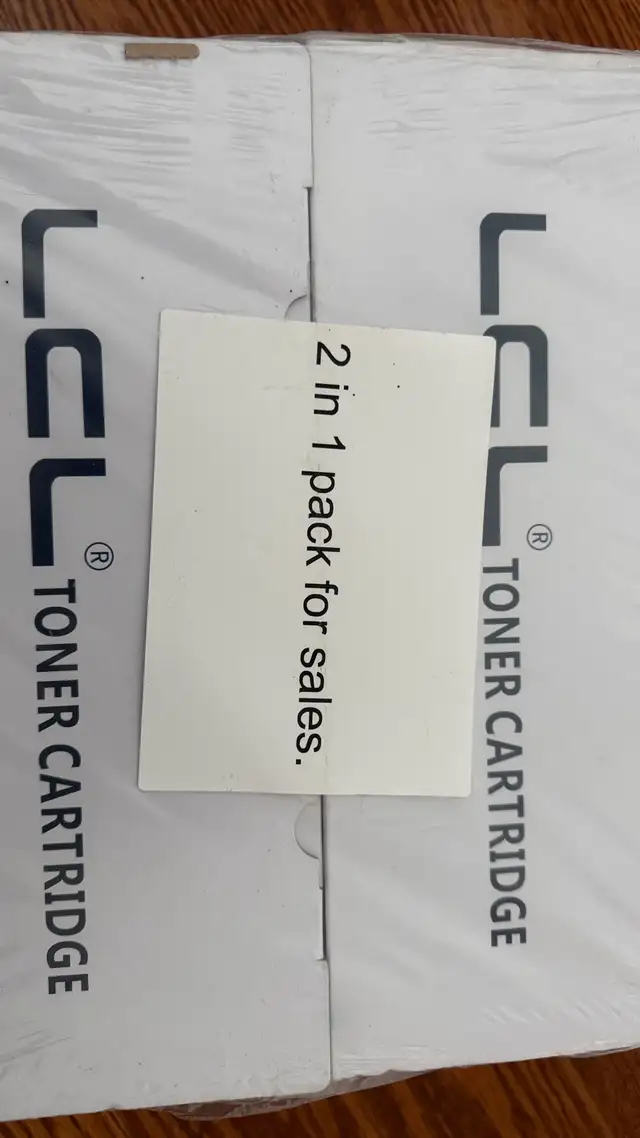 LCL®
TONER CARTRIDGE
2 in 1 pack for sales.
LCL®
TONER CARTRIDGE